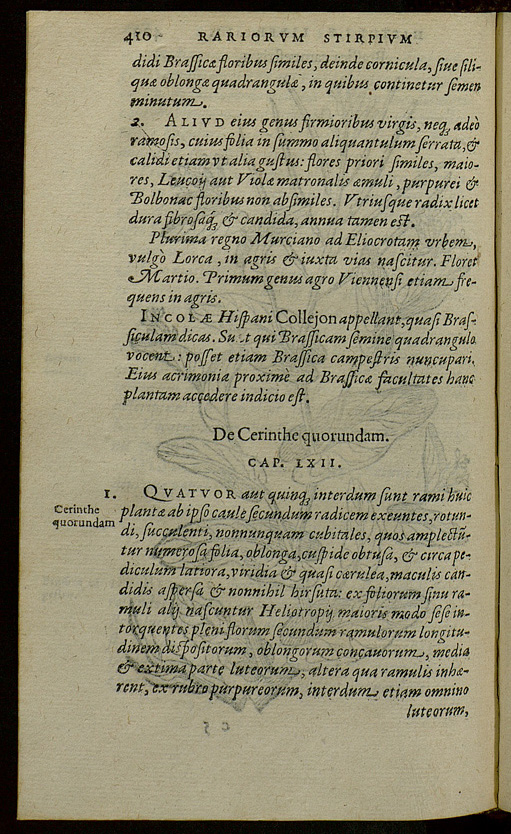 410 RARIORVM STIRPIVM
didi Braſſicæ floribus ſimiles, deinde cornicula, ſiue ſili-
quæ oblongæ quadrangulæ, in quibus continetur ſemen
minutum.
2. ALIVD eius genus firmioribus virgis, neq; adeò
ramoſis, cuius folia in ſummo aliquantulum ſerrata, &
calidi etiam vt alia guſtus: flores priori ſimiles, maio-
res, Leucoij aut Violæ matronalis æmuli, purpurei &
Bolbonac floribus non abſimiles. Vtriuſque radix licet
dura fibroſáq; & candida, annua tamen eſt.
Plurima regno Murciano ad Eliocrotam vrbem,
vulgò Lorca, in agris & iuxta vias naſcitur. Floret
Martio. Primum genus agro Viennenſi etiam fre-
quens in agris.
INCOLÆ Hiſpani Collejon appellant, quaſi Braſ-
ſiculam dicas. Sunt qui Braſſicam ſemine quadrangulo
vocent: poſſet etiam Braſſica campeſtris nuncupari.
Eius acrimonia proximè ad Braſſicæ facultates hanc
plantam accedere indicio eſt.
De Cerinthe quorundam.
CAP. LXII.
1. QVATVOR aut quinq; interdum ſunt rami huic
Cerinthe
quorundam
plantæ ab ipſo caule ſecundum radicem exeuntes, rotun-
di, ſucculenti, nonnunquam cubitales, quos amplectũ-
tur numeroſa folia, oblonga, cuſpide obtuſa, & circa pe-
diculum latiora, viridia & quaſi cærulea, maculis can-
didis aſperſa & nonnihil hirſuta: ex foliorum ſinu ra-
muli alij naſcuntur Heliotropij maioris modo ſeſe in-
torquentes pleni florum ſecundum ramulorum longitu-
dinem diſpoſitorum, oblongorum concauorum, media
& extima parte luteorum, altera qua ramulis inhæ-
rent, ex rubro purpureorum, interdum etiam omnino
luteorum,